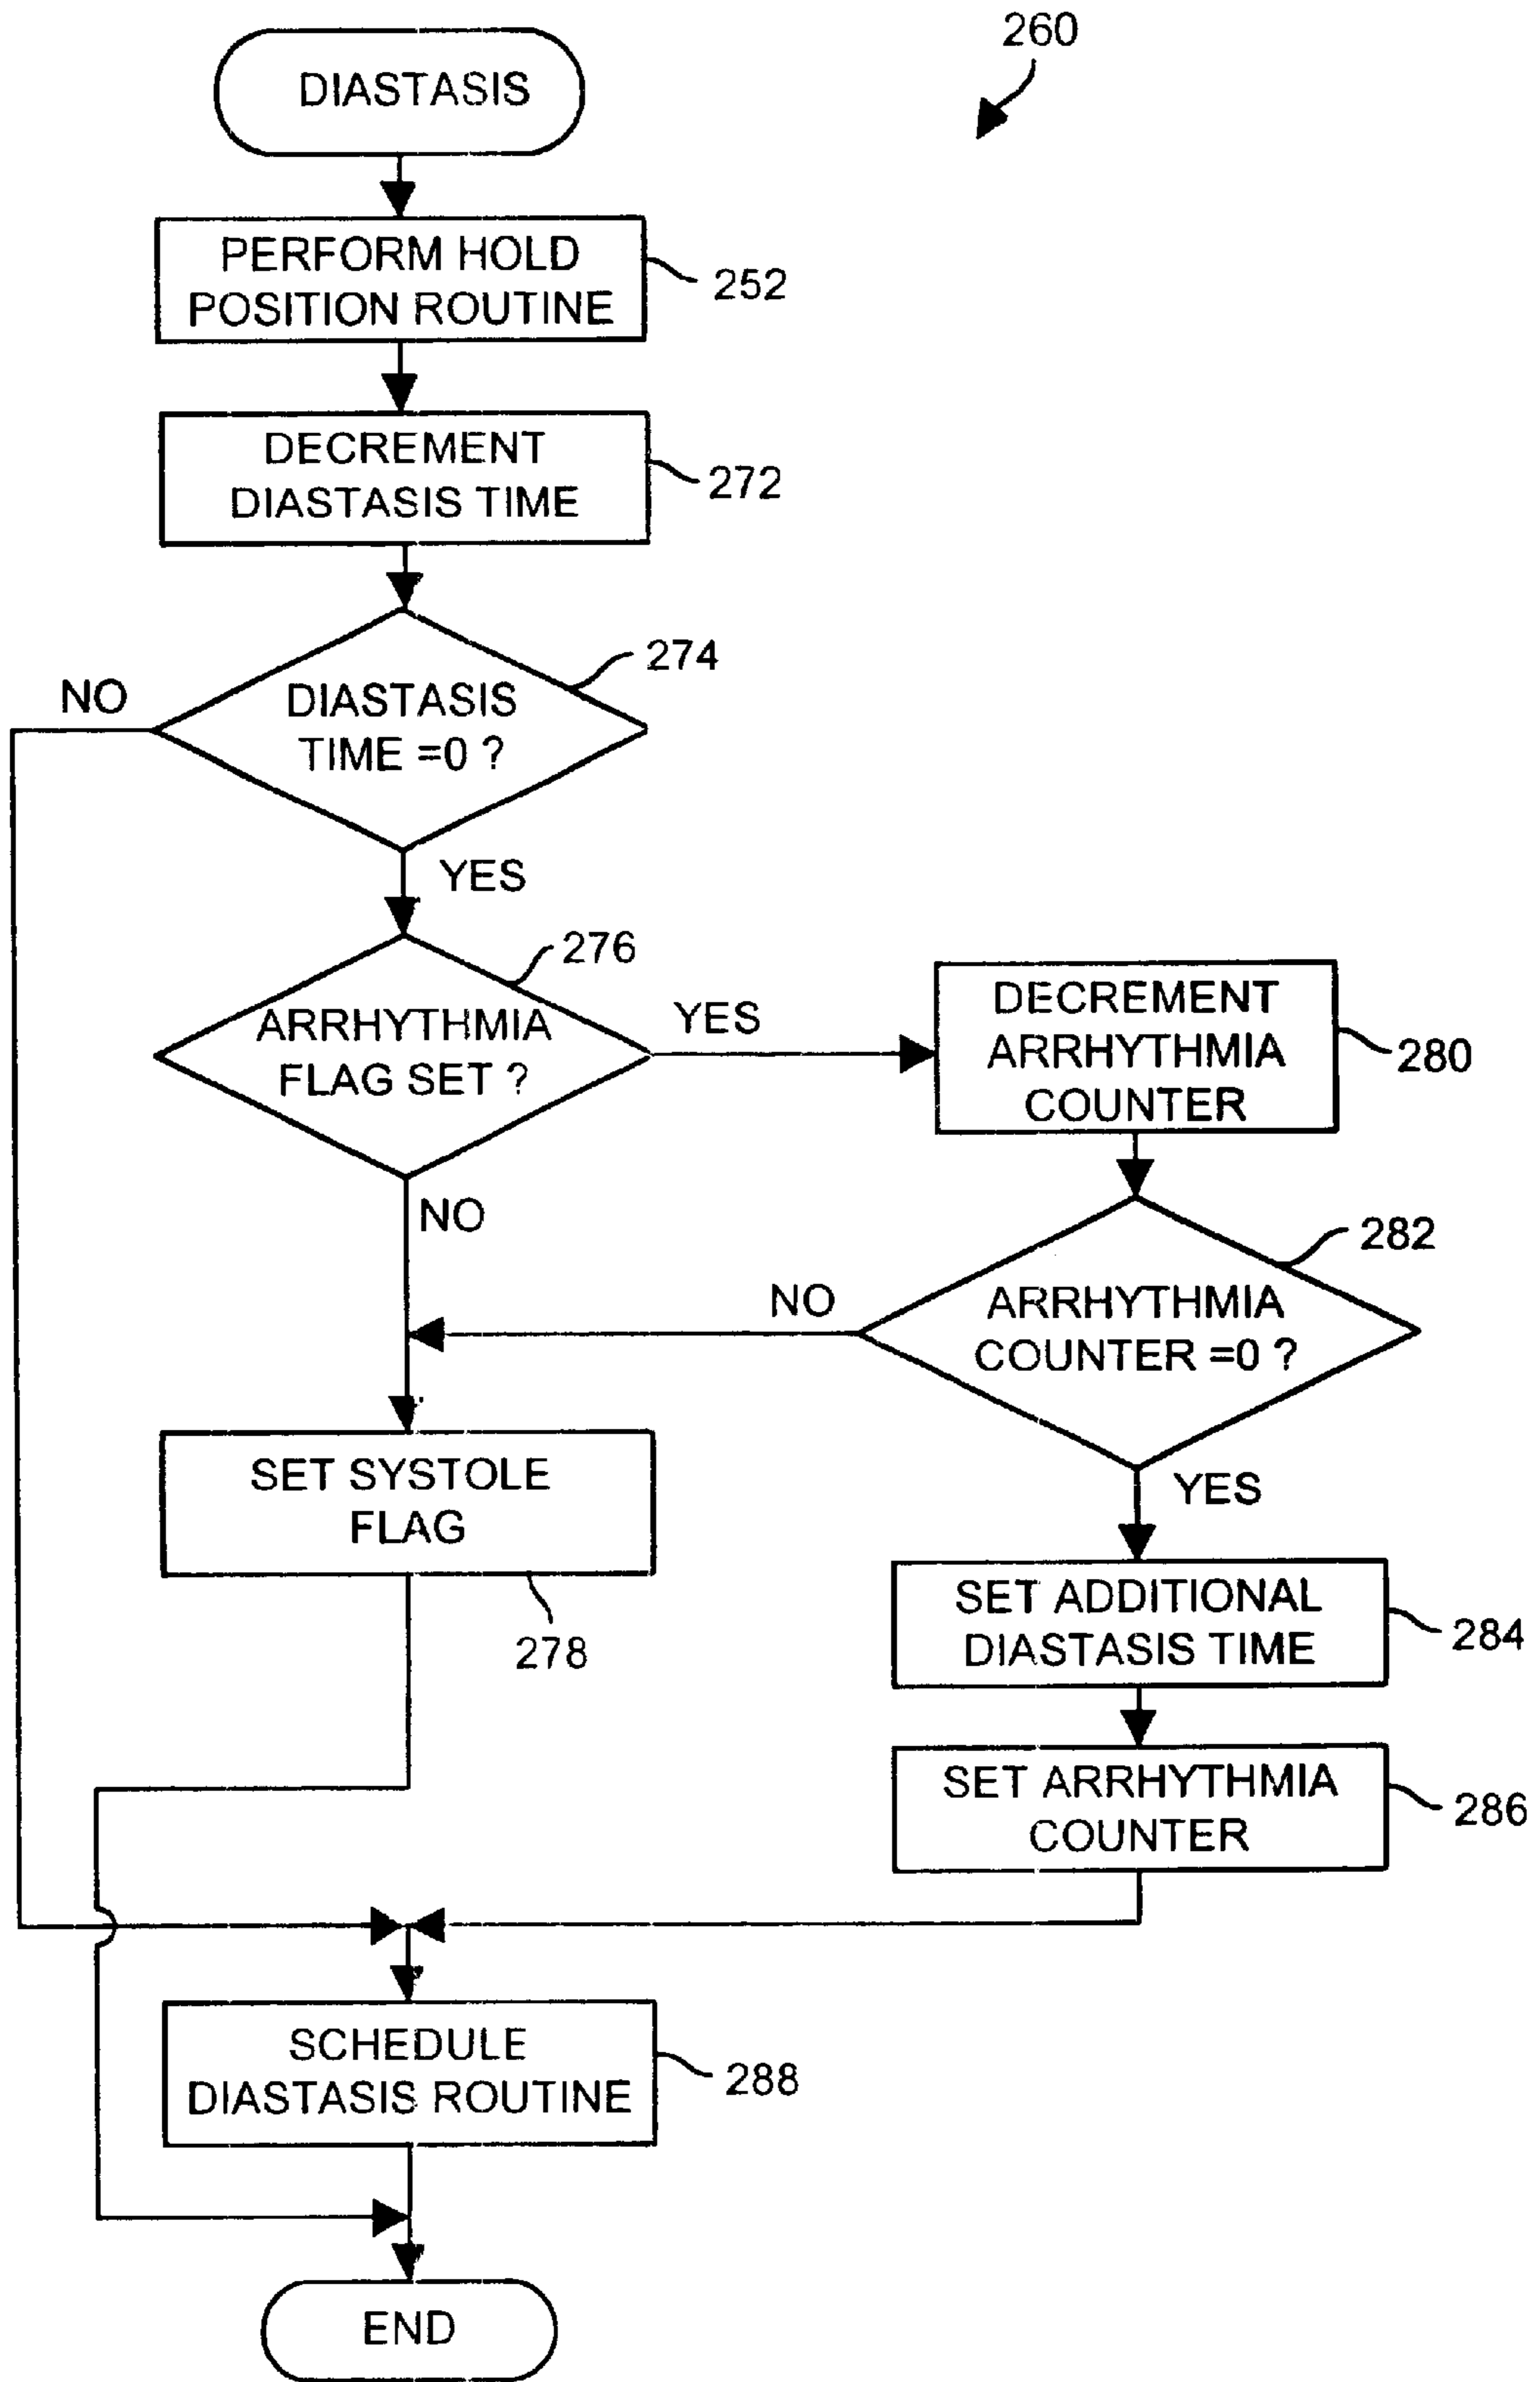 260
DIASTASIS
PERFORM HOLD
POSITION ROUTINE
252
DECREMENT
DIASTASIS TIME
272
274
NO
DIASTASIS
TIME =0 ?
YES
276
ARRHYTHMIA
FLAG SET ?
YES
DECREMENT
ARRHYTHMIA
COUNTER
280
NO
282
NO
ARRHYTHMIA
COUNTER =0 ?
YES
SET SYSTOLE
FLAG
278
SET ADDITIONAL
DIASTASIS TIME
284
SET ARRHYTHMIA
COUNTER
286
SCHEDULE
DIASTASIS ROUTINE
288
END